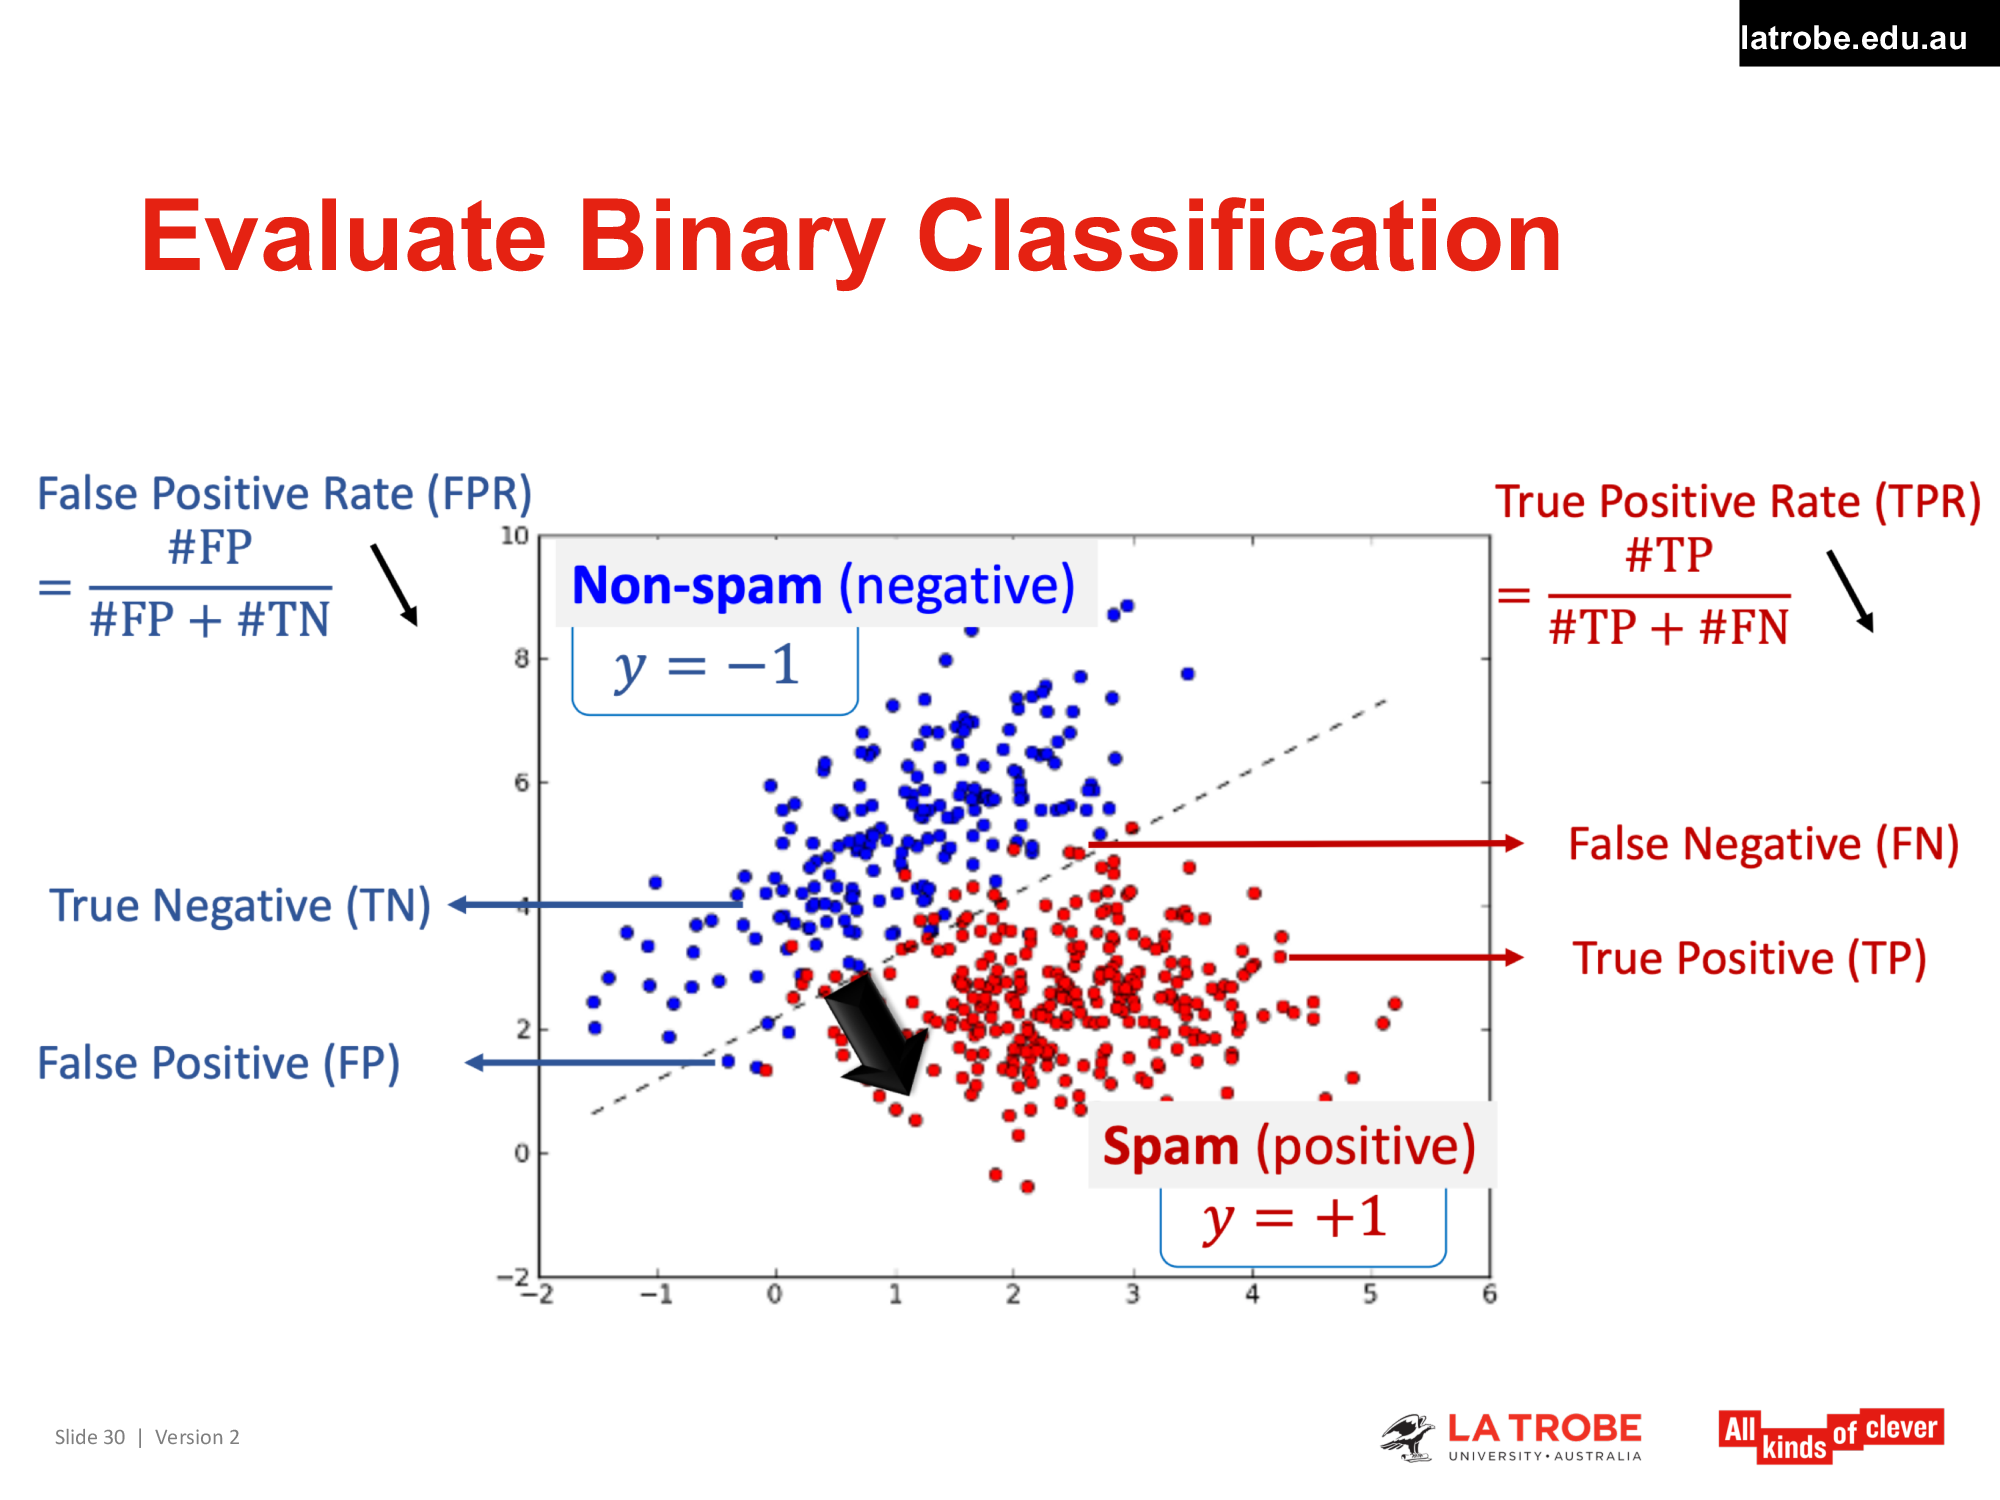 latrobe.edu.au
Evaluate Binary Classification
False Positive Rate (FPR)
= #FP / #FP + #TN
True Positive Rate (TPR)
= #TP / #TP + #FN
Non-spam (negative)
y = −1
False Negative (FN)
True Negative (TN)
True Positive (TP)
False Positive (FP)
Spam (positive)
y = +1
10
8
6
4
2
0
−2
−2 −1 0 1 2 3 4 5 6
Slide 30 | Version 2
LA TROBE
UNIVERSITY • AUSTRALIA
All kinds of clever